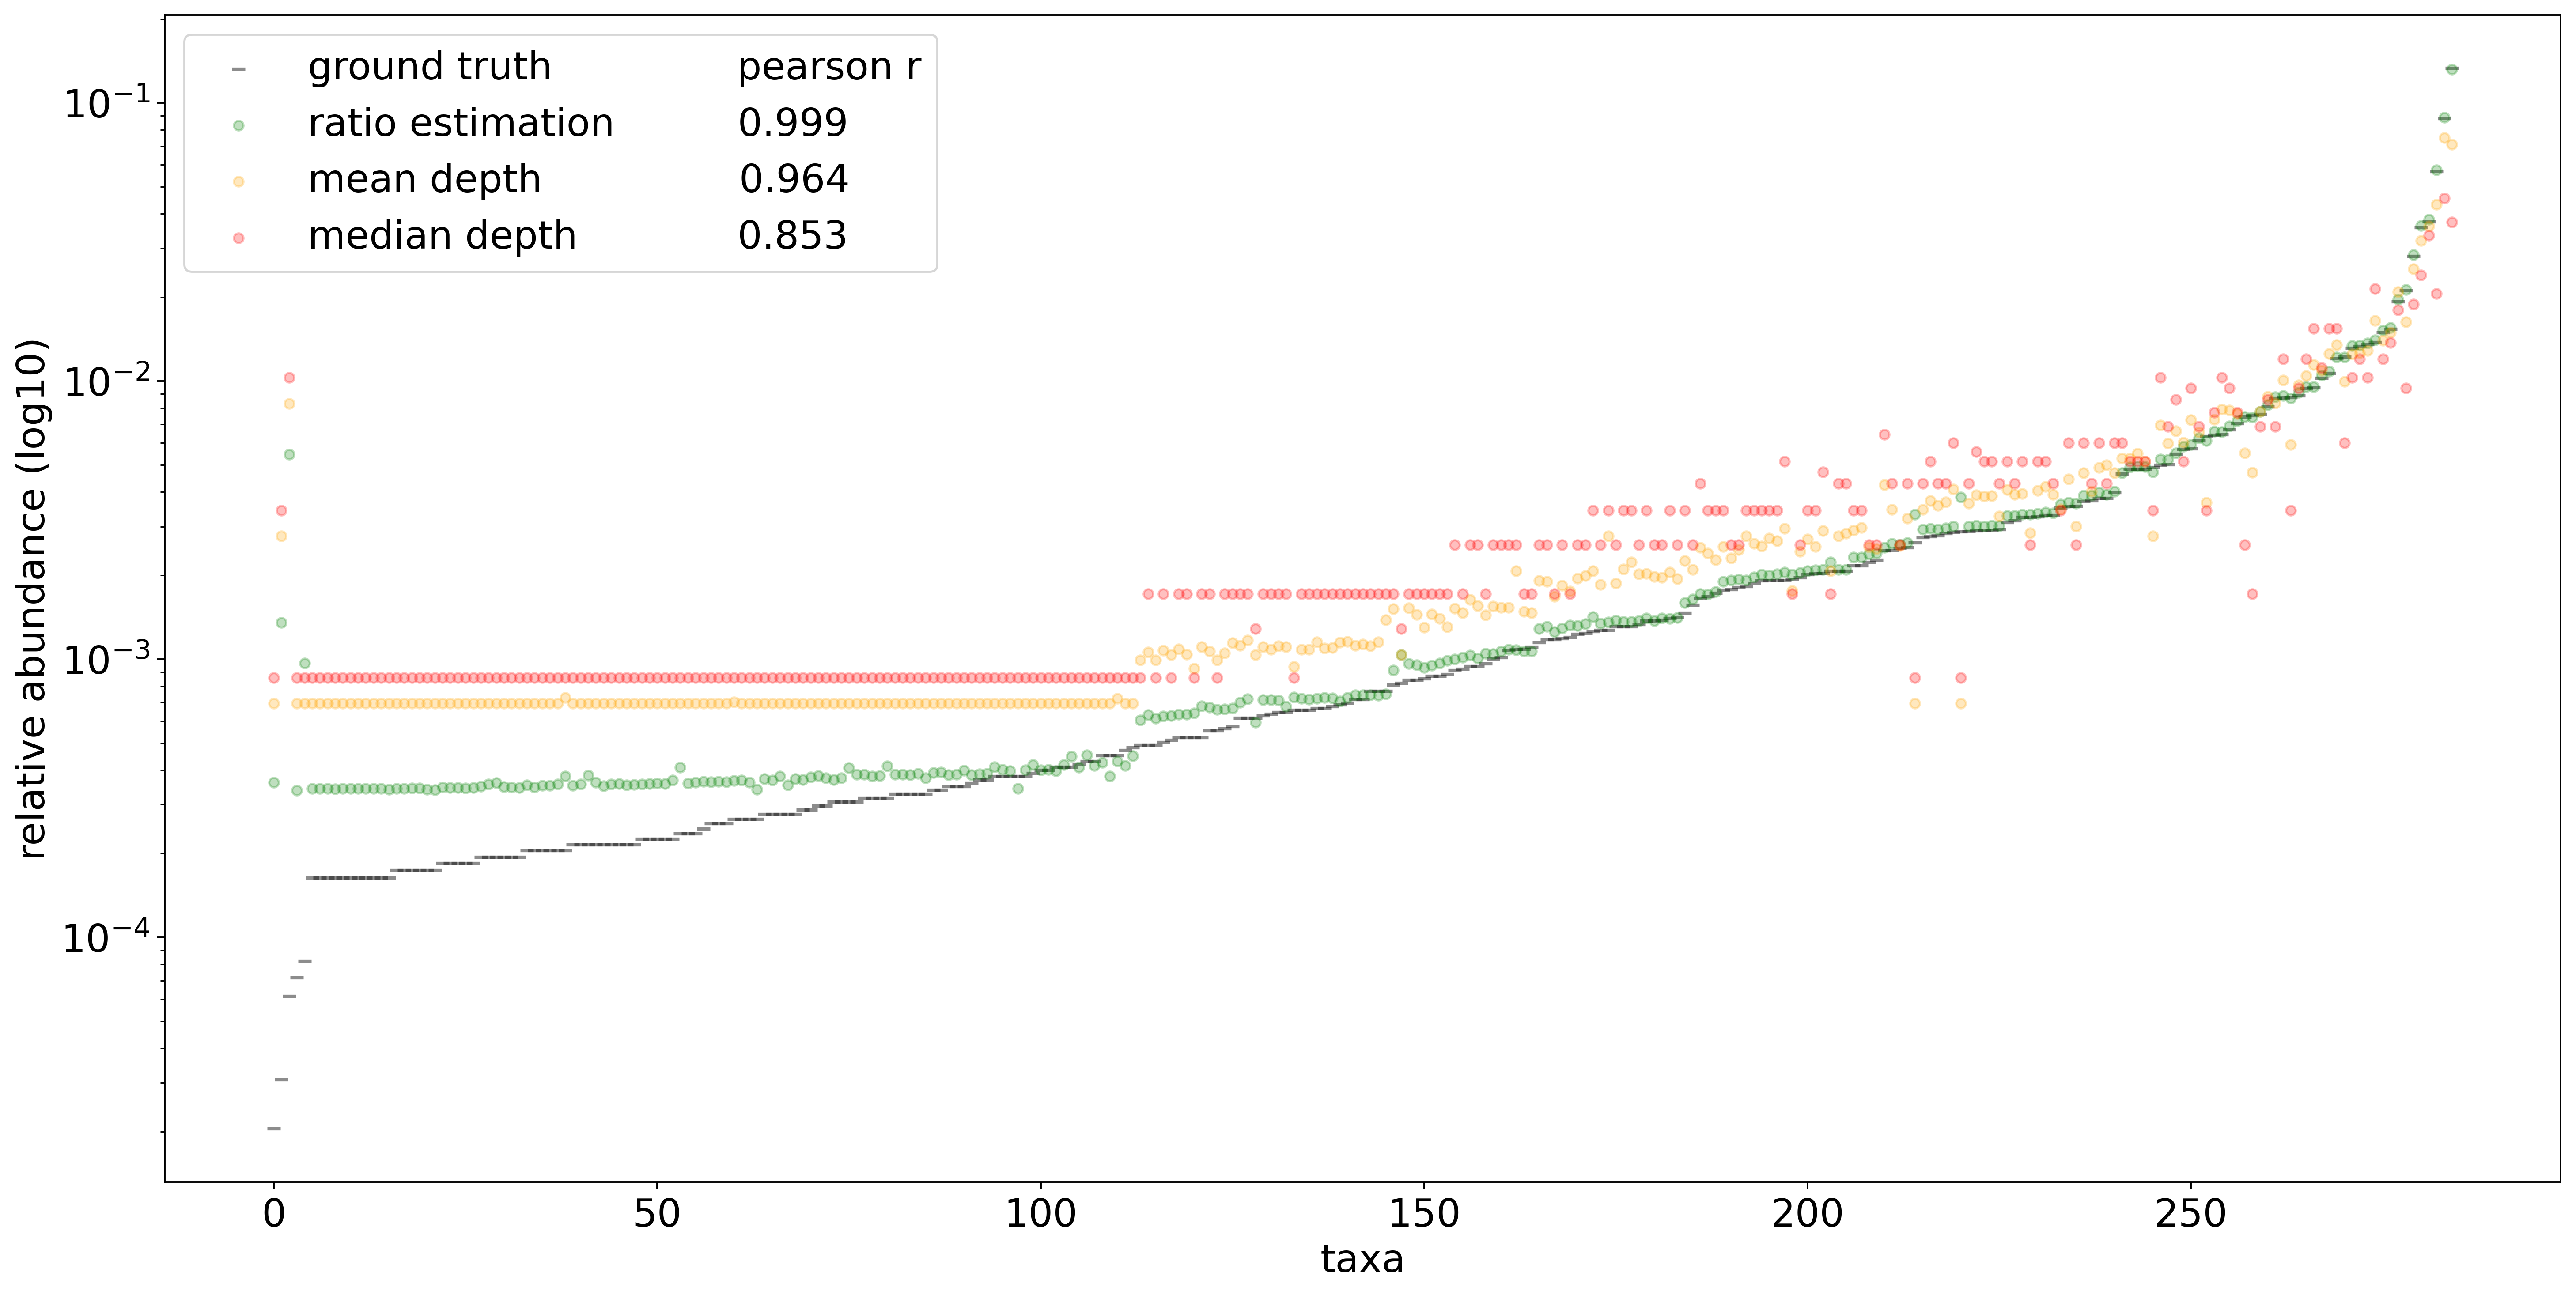 ground truth pearson r
ratio estimation 0.999
mean depth 0.964
median depth 0.853
10⁻¹
10⁻²
10⁻³
10⁻⁴
relative abundance (log10)
0 50 100 150 200 250
taxa